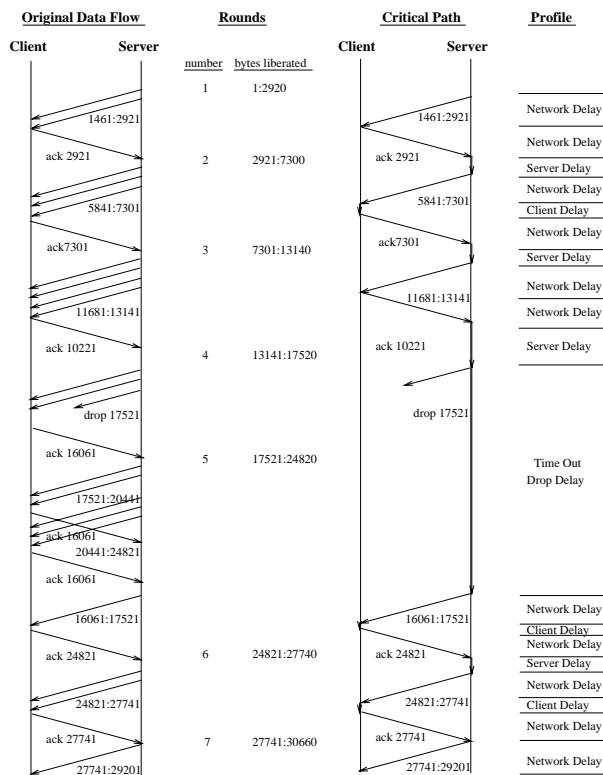 Original Data Flow Rounds Critical Path Profile
Client Server Client Server
number bytes liberated
1 1:2920
1461:2921 1461:2921 Network Delay
ack 2921 2 2921:7300 ack 2921 Network Delay
Server Delay
5841:7301 5841:7301 Network Delay
Client Delay
ack7301 3 7301:13140 ack7301 Network Delay
Server Delay
11681:13141 11681:13141 Network Delay
Network Delay
ack 10221 4 13141:17520 ack 10221 Server Delay
drop 17521 drop 17521
ack 16061 5 17521:24820 Time Out
Drop Delay
17521:20441
ack 16061
20441:24821
ack 16061
16061:17521 16061:17521 Network Delay
Client Delay
Network Delay
ack 24821 6 24821:27740 ack 24821 Server Delay
24821:27741 24821:27741 Network Delay
Client Delay
ack 27741 7 27741:30660 ack 27741 Network Delay
27741:29201 27741:29201 Network Delay